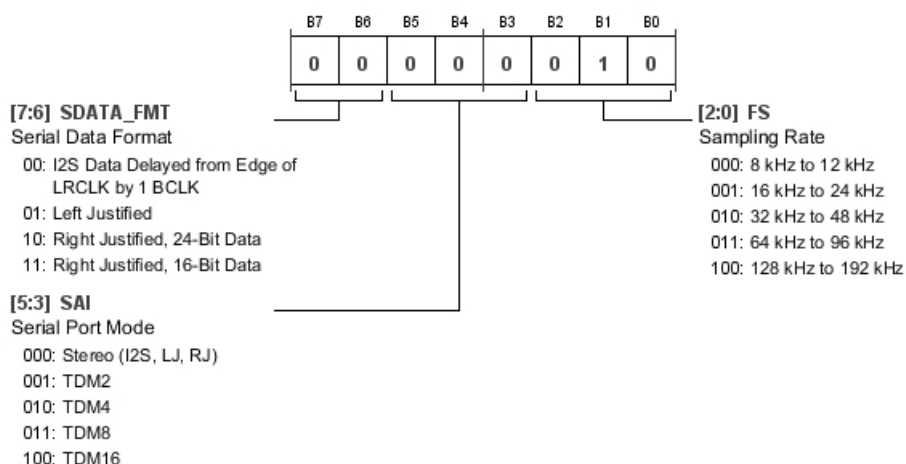 B7 B6 B5 B4 B3 B2 B1 B0
0 0 0 0 0 0 1 0
[7:6] SDATA_FMT
Serial Data Format
00: I2S Data Delayed from Edge of
LRCLK by 1 BCLK
01: Left Justified
10: Right Justified, 24-Bit Data
11: Right Justified, 16-Bit Data
[5:3] SAI
Serial Port Mode
000: Stereo (I2S, LJ, RJ)
001: TDM2
010: TDM4
011: TDM8
100: TDM16
[2:0] FS
Sampling Rate
000: 8 kHz to 12 kHz
001: 16 kHz to 24 kHz
010: 32 kHz to 48 kHz
011: 64 kHz to 96 kHz
100: 128 kHz to 192 kHz